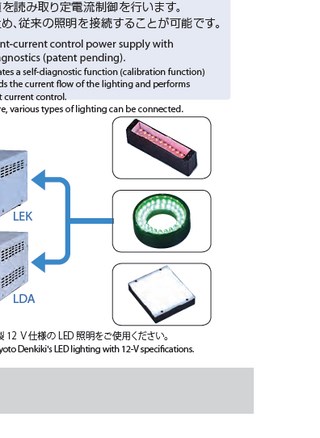 を読み取り定電流制御を行います。
め､従来の照明を接続することが可能です。
nt-current control power supply with
agnostics (patent pending).
ates a self-diagnostic function (calibration function)
ds the current flow of the lighting and performs
t current control.
re, various types of lighting can be connected.
LEK
LDA
製 12 V 仕様の LED 照明をご使用ください。
yoto Denkiki's LED lighting with 12-V specifications.